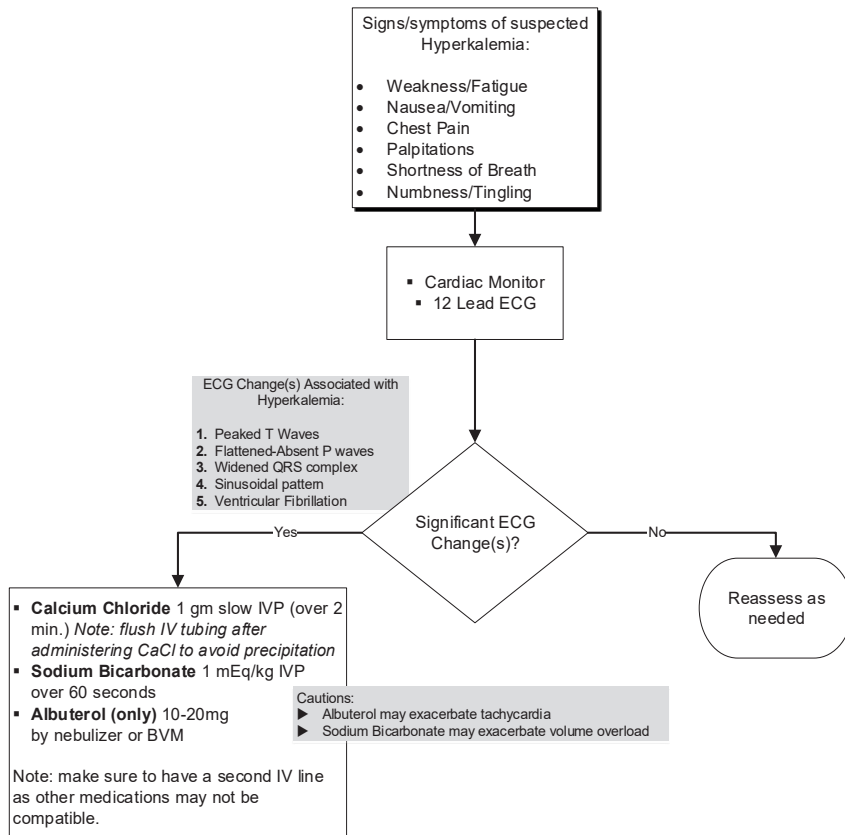 Signs/symptoms of suspected
Hyperkalemia:
• Weakness/Fatigue
• Nausea/Vomiting
• Chest Pain
• Palpitations
• Shortness of Breath
• Numbness/Tingling
▪ Cardiac Monitor
▪ 12 Lead ECG
ECG Change(s) Associated with
Hyperkalemia:
1. Peaked T Waves
2. Flattened-Absent P waves
3. Widened QRS complex
4. Sinusoidal pattern
5. Ventricular Fibrillation
Significant ECG
Change(s)?
Yes
No
▪ Calcium Chloride 1 gm slow IVP (over 2
min.) Note: flush IV tubing after
administering CaCl to avoid precipitation
▪ Sodium Bicarbonate 1 mEq/kg IVP
over 60 seconds
▪ Albuterol (only) 10-20mg
by nebulizer or BVM
Note: make sure to have a second IV line
as other medications may not be
compatible.
Cautions:
▶ Albuterol may exacerbate tachycardia
▶ Sodium Bicarbonate may exacerbate volume overload
Reassess as
needed